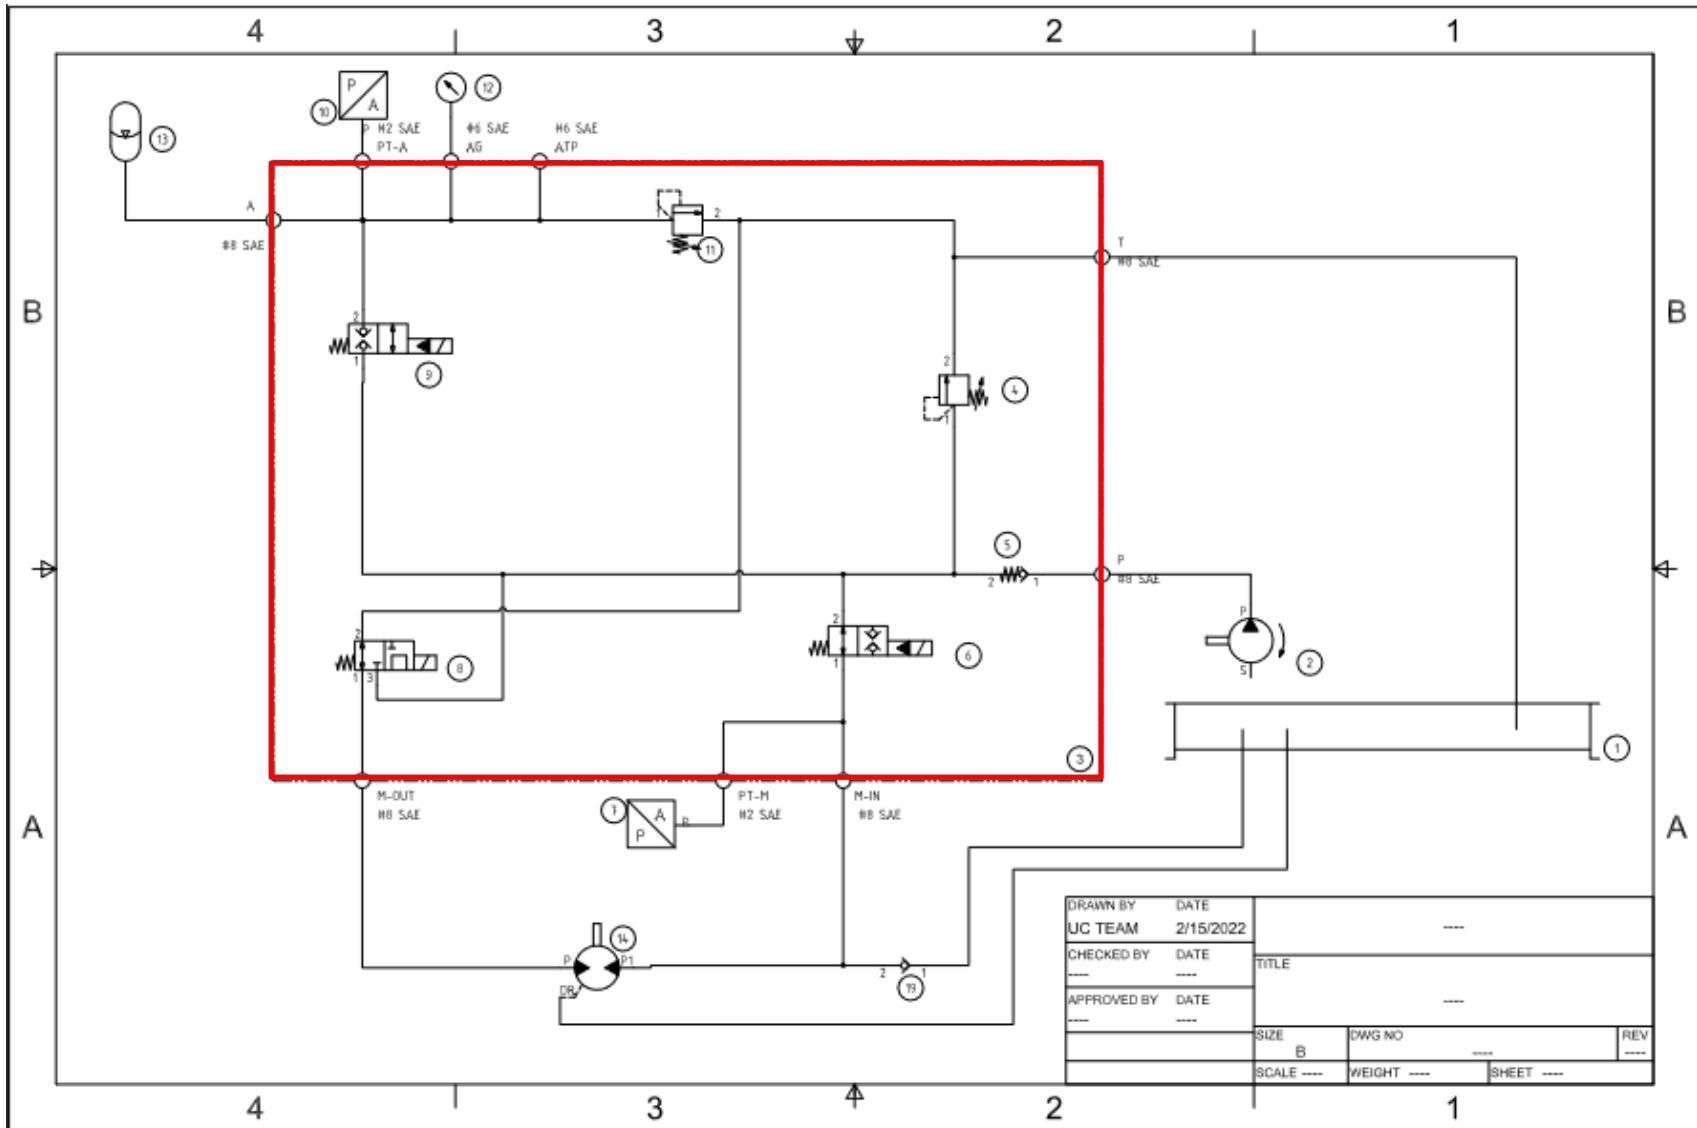 4 3 2 1
P
A
12
10
P #2 SAE #6 SAE #6 SAE
PT-A AG ATP
13
A
#8 SAE
1 2
11
T
#8 SAE
B B
2
1
9
2
4
1
5
2 1
P
#8 SAE
2
1 3
8
2
1
6
P
S
2
3
1
M-OUT
#8 SAE
7
A
P
R
PT-M
#2 SAE
M-IN
#8 SAE
A A
14
P P1
DR
2 1
19
DRAWN BY DATE
UC TEAM 2/15/2022
----
CHECKED BY DATE
---- ----
TITLE
----
APPROVED BY DATE
---- ----
SIZE DWG NO REV
B ---- ----
SCALE ---- WEIGHT ---- SHEET ----
4 3 2 1